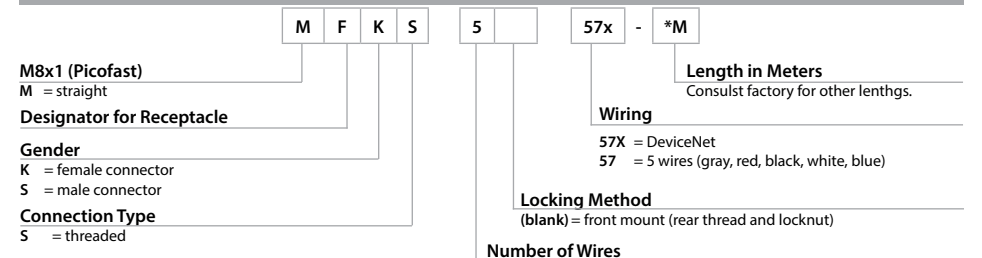 M F K S 5 57x - *M
M8x1 (Picofast)
M = straight
Designator for Receptacle
Gender
K = female connector
S = male connector
Connection Type
S = threaded
Length in Meters
Consulst factory for other lenthgs.
Wiring
57X = DeviceNet
57 = 5 wires (gray, red, black, white, blue)
Locking Method
(blank) = front mount (rear thread and locknut)
Number of Wires